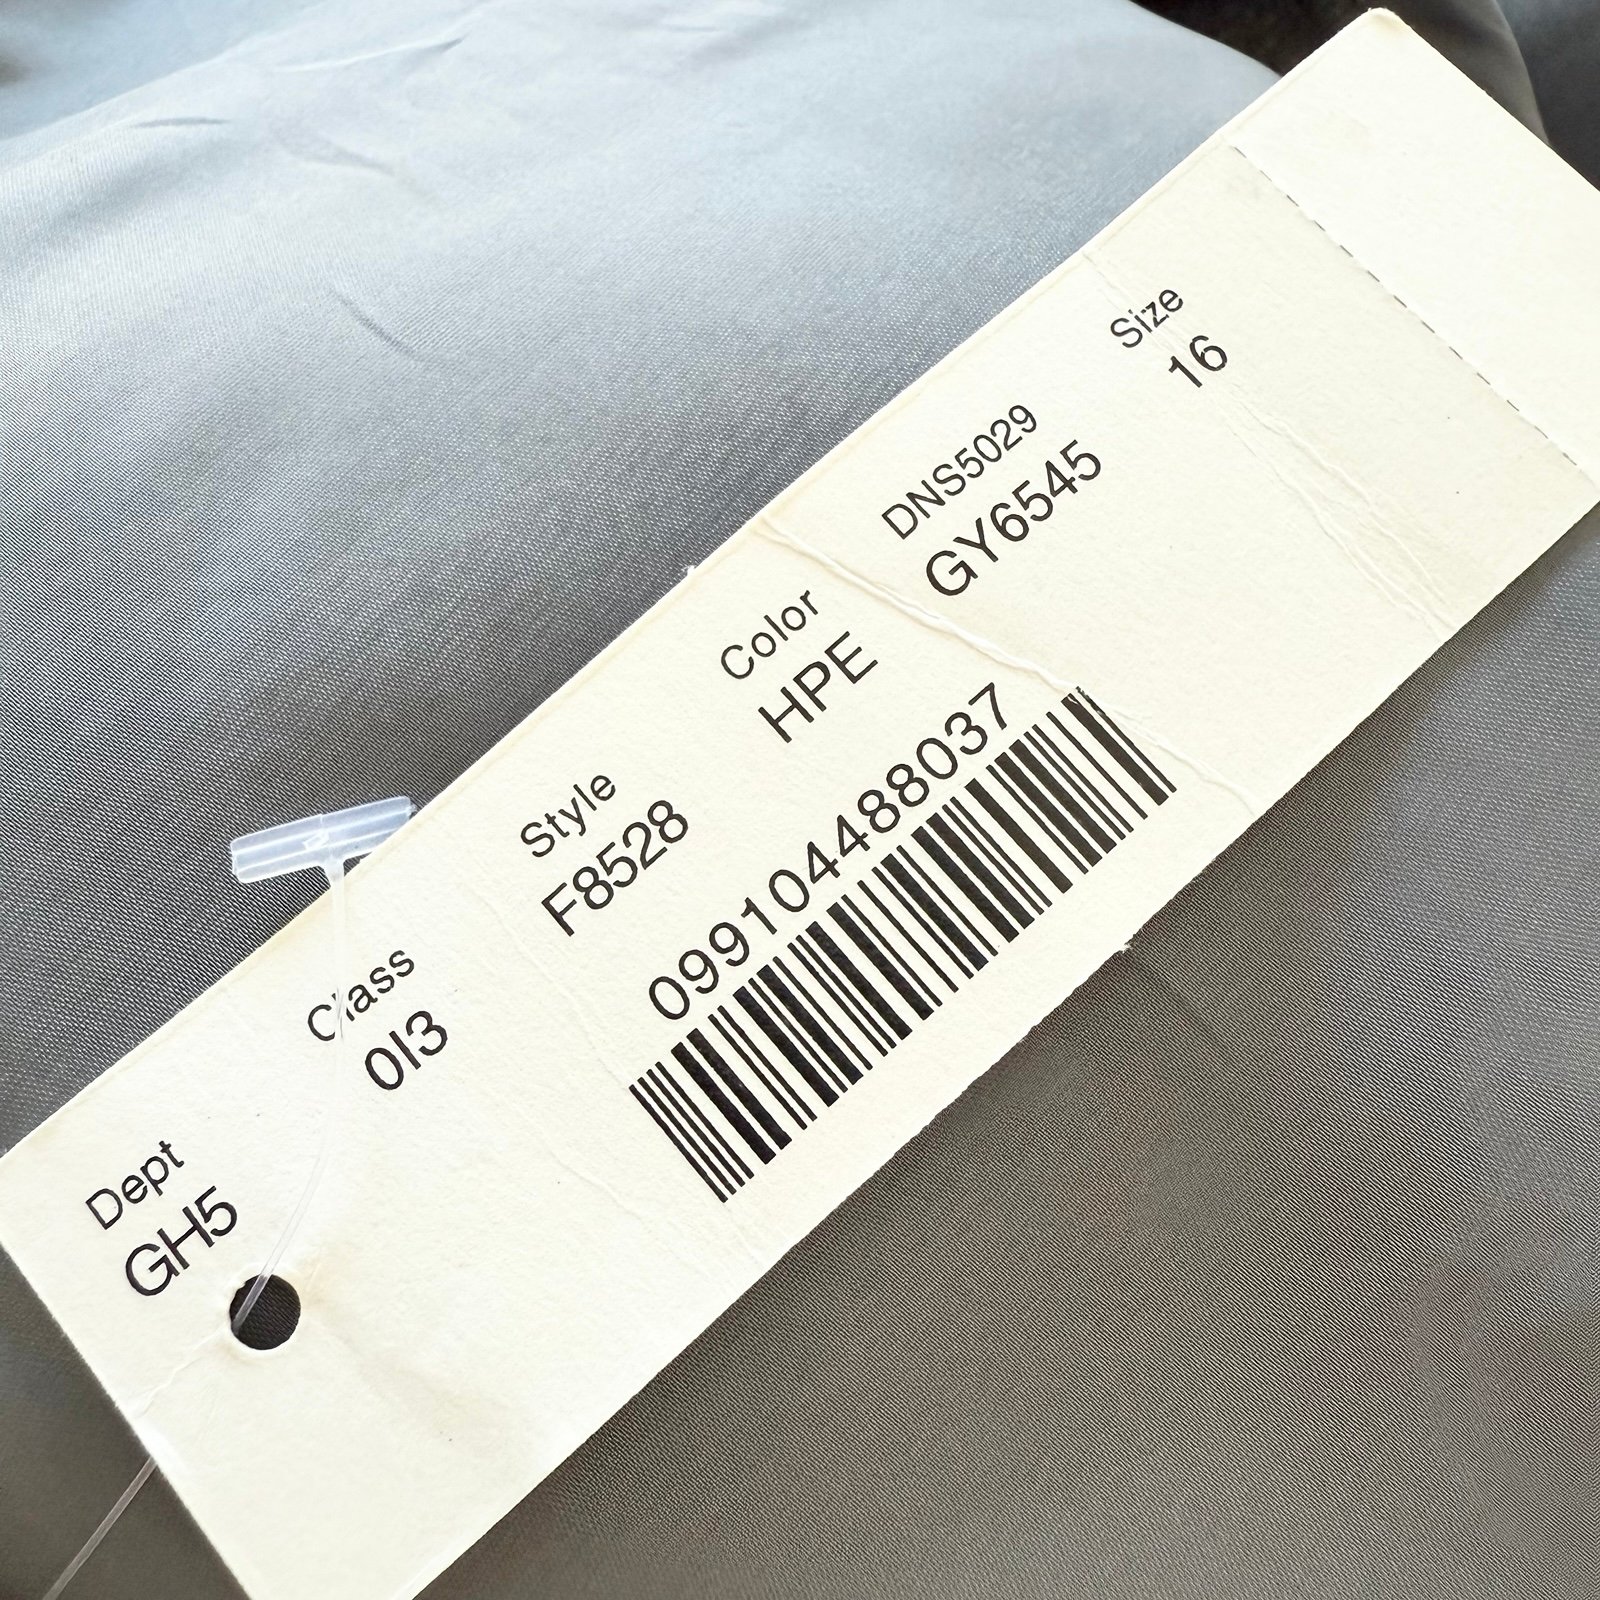 Dept Class Style Color DNS5029 Size
GH5 0I3 F8528 HPE GY6545 16
099104488037